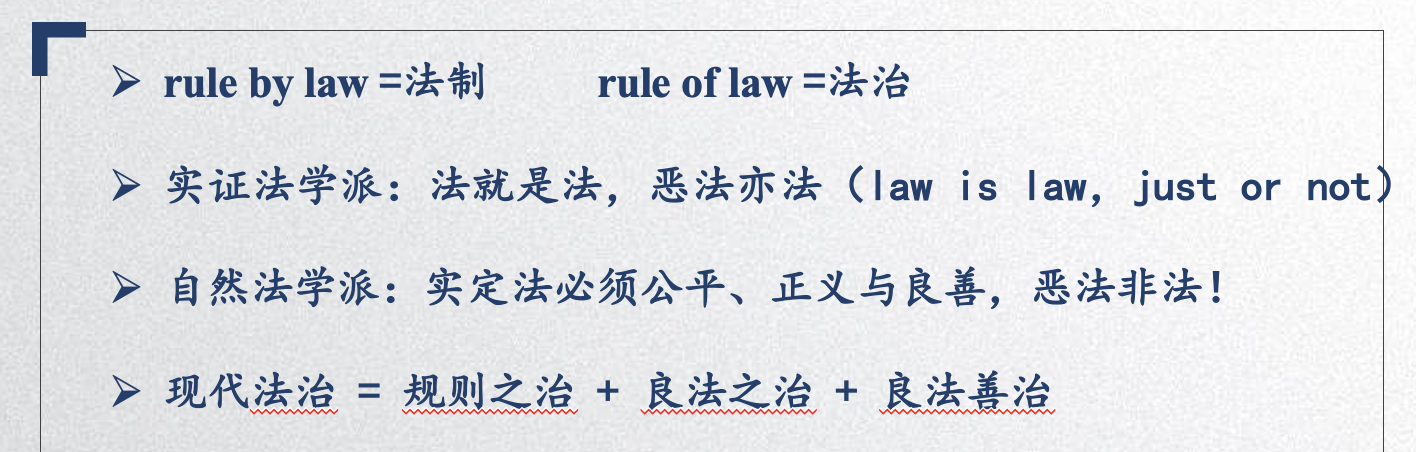 ➢ rule by law =法制 rule of law =法治
➢ 实证法学派：法就是法，恶法亦法（law is law, just or not）
➢ 自然法学派：实定法必须公平、正义与良善，恶法非法！
➢ 现代法治 = 规则之治 + 良法之治 + 良法善治